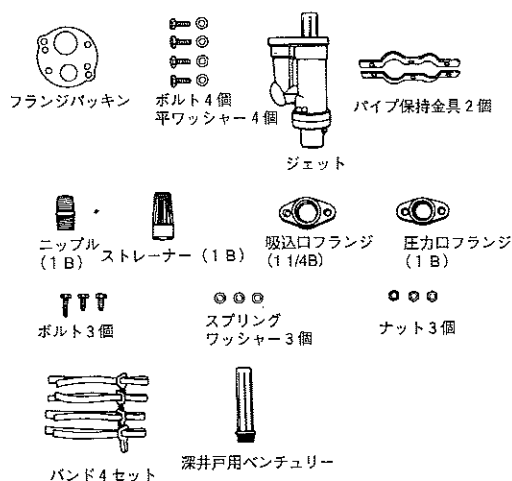 フランジパッキン
ボルト4個
平ワッシャー4個
ジェット
パイプ保持金具2個
ニップル
(1B)
ストレーナー(1B)
吸込口フランジ
(1 1/4B)
圧力口フランジ
(1B)
ボルト3個
スプリング
ワッシャー3個
ナット3個
バンド4セット
深井戸用ベンチュリー